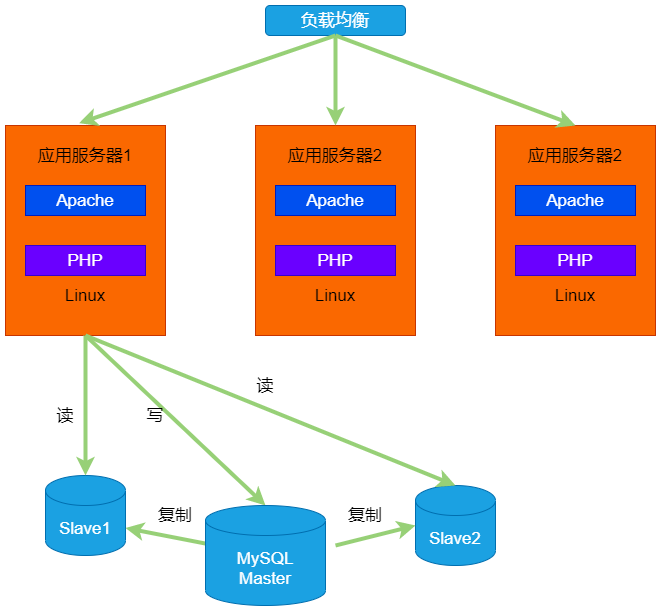 负载均衡
应用服务器1
应用服务器2
应用服务器2
Apache
Apache
Apache
PHP
PHP
PHP
Linux
Linux
Linux
读
写
读
Slave1
复制
MySQL
Master
复制
Slave2